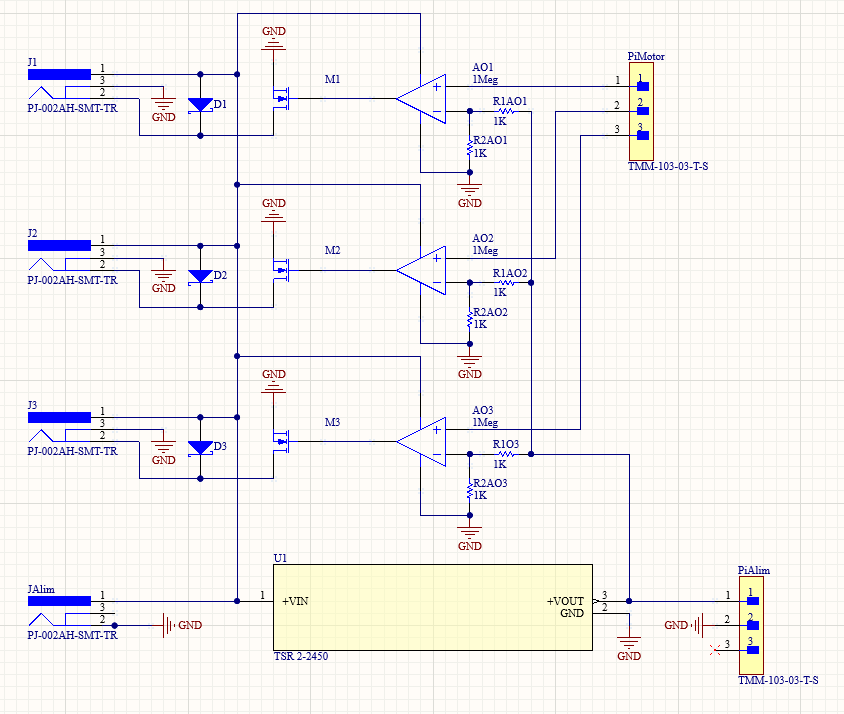 GND
J1
1
3
2
PJ-002AH-SMT-TR
GND
D1
M1
AO1
1Meg
R1AO1
1K
R2AO1
1K
GND
PiMotor
1 1
2 2
3 3
TMM-103-03-T-S
GND
J2
1
3
2
PJ-002AH-SMT-TR
GND
D2
M2
AO2
1Meg
R1AO2
1K
R2AO2
1K
GND
GND
J3
1
3
2
PJ-002AH-SMT-TR
GND
D3
M3
AO3
1Meg
R1O3
1K
R2AO3
1K
GND
JAlim
1
3
2
PJ-002AH-SMT-TR
GND
U1
1 +VIN
+VOUT 3
GND 2
TSR 2-2450
GND
PiAlim
1 1
GND 2 2
3 3
TMM-103-03-T-S